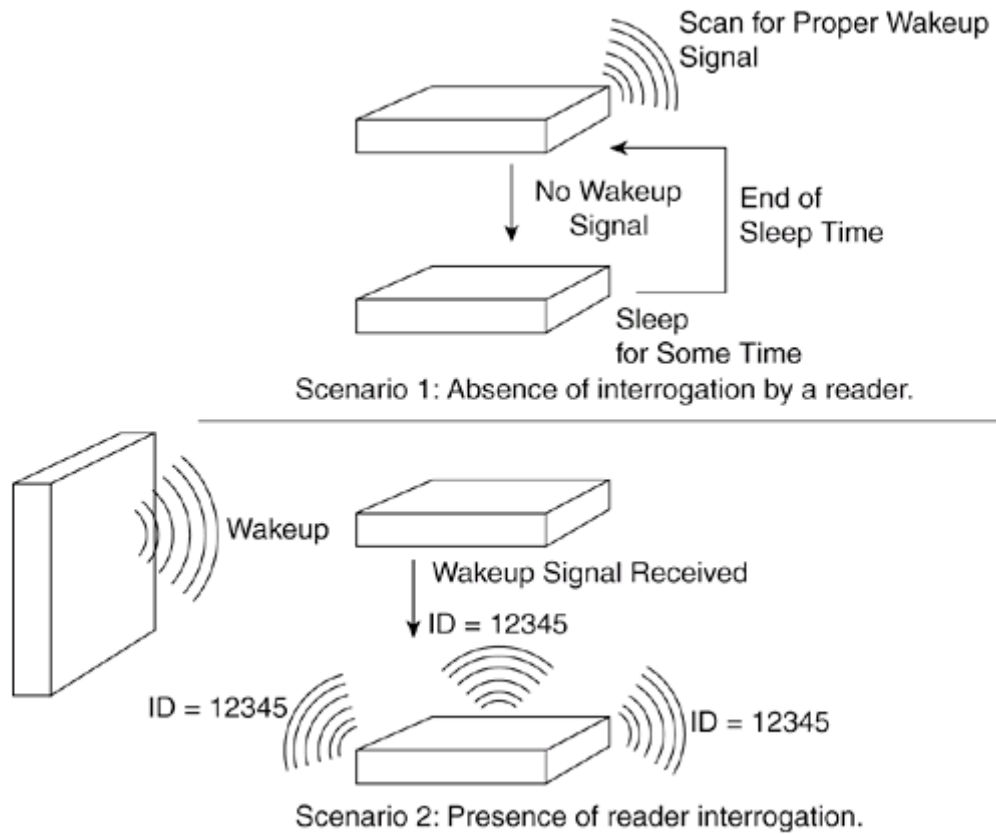 Scan for Proper Wakeup
Signal
No Wakeup
Signal
End of
Sleep Time
Sleep
for Some Time
Scenario 1: Absence of interrogation by a reader.
Wakeup
Wakeup Signal Received
ID = 12345
ID = 12345
ID = 12345
Scenario 2: Presence of reader interrogation.